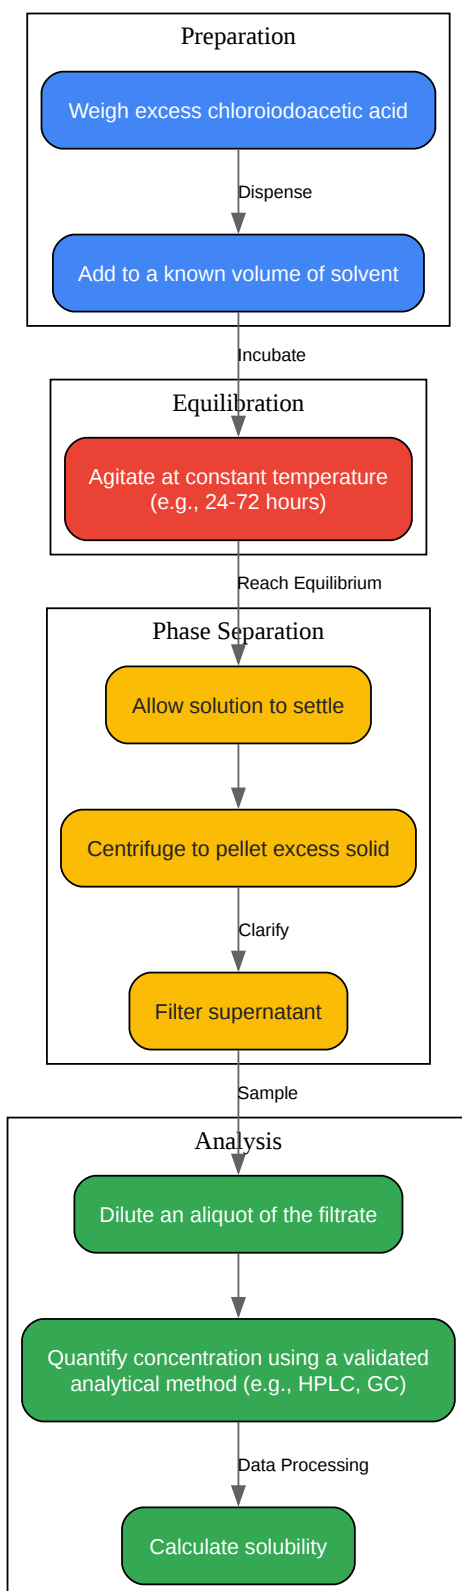 Preparation
Weigh excess chloroiodoacetic acid
Dispense
Add to a known volume of solvent
Incubate
Equilibration
Agitate at constant temperature
(e.g., 24-72 hours)
Reach Equilibrium
Phase Separation
Allow solution to settle
Centrifuge to pellet excess solid
Clarify
Filter supernatant
Sample
Analysis
Dilute an aliquot of the filtrate
Quantify concentration using a validated
analytical method (e.g., HPLC, GC)
Data Processing
Calculate solubility